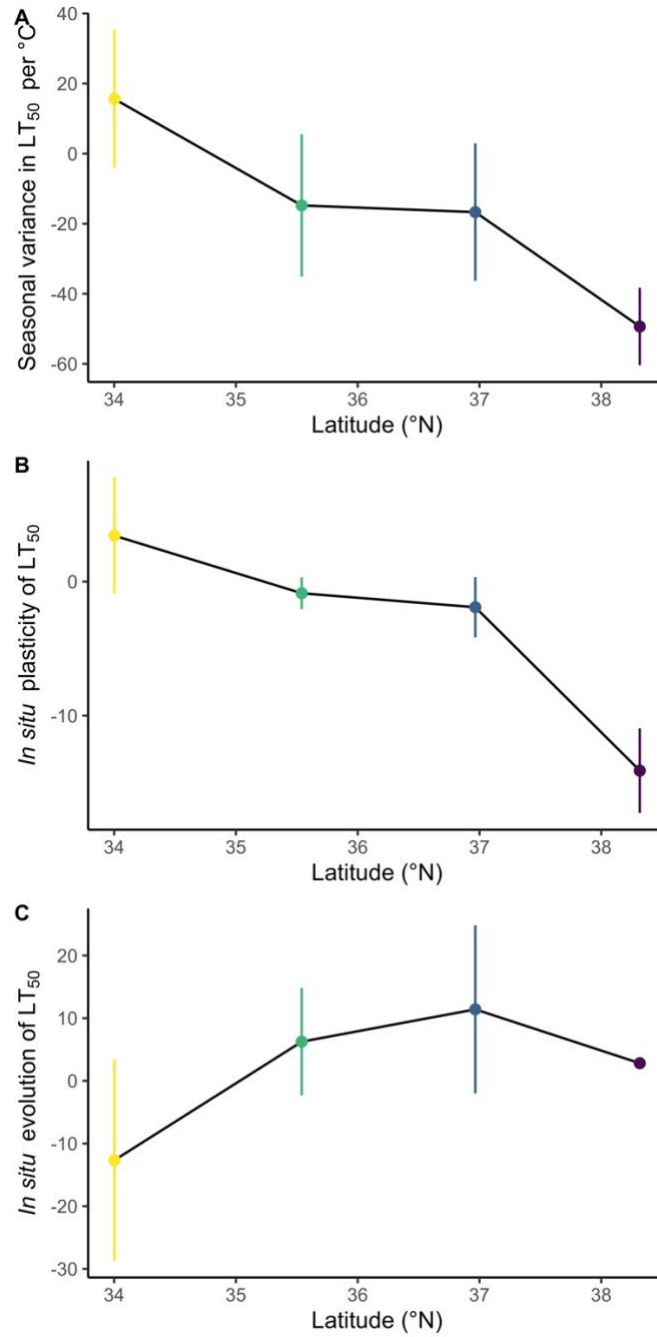 A
Seasonal variance in LT50 per °C
40
20
0
-20
-40
-60
34 35 36 37 38
Latitude (°N)
B
In situ plasticity of LT50
0
-10
34 35 36 37 38
Latitude (°N)
C
In situ evolution of LT50
20
10
0
-10
-20
-30
34 35 36 37 38
Latitude (°N)